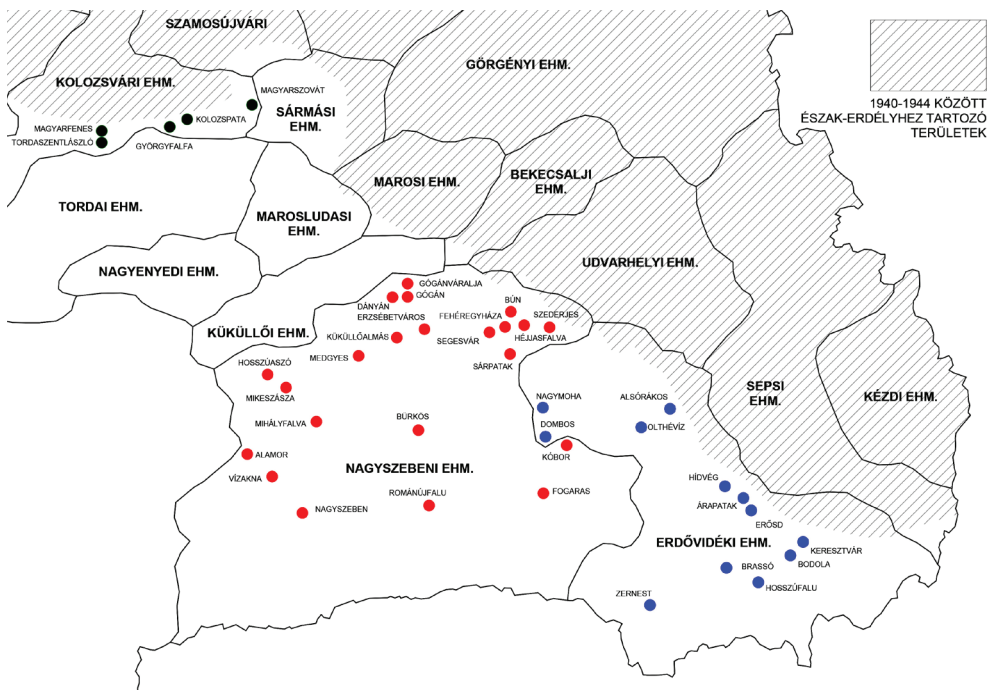 SZAMOSÚJVÁRI
GÖRGÉNYI EHM.
KOLOZSVÁRI EHM.
MAGYARSZOVÁT
1940-1944 KÖZÖTT
ÉSZAK-ERDÉLYHEZ TARTOZÓ
TERÜLETEK
SÁRMÁSI
EHM.
KOLOZSPATA
MAGYARFENES
TORDASZENTLÁSZLÓ
GYÖRGYFALFA
MAROSI EHM.
BEKECSALJI
EHM.
TORDAI EHM.
MAROSLUDASI
EHM.
NAGYENYEDI EHM.
UDVARHELYI EHM.
GÓGÁNVÁRALJA
GÓGÁN
DÁNYÁN
ERZSÉBETVÁROS
BÚN
FEHÉREGYHÁZA
SZEDERJES
KÜKÜLLŐI EHM.
KÜKÜLLŐALMÁS
SEGESVÁR
HÉJJASFALVA
MEDGYES
SÁRPATAK
HOSSZÚASZÓ
MIKESZÁSZA
SEPSI
EHM.
KÉZDI EHM.
NAGYMOHA
ALSÓRÁKOS
MIHÁLYFALVA
BÜRKÖS
DOMBOS
OLTHÉVÍZ
KÓBOR
ALAMOR
NAGYSZEBENI EHM.
VÍZAKNA
HÍDVÉG
ROMÁNÚJFALU
FOGARAS
ÁRAPATAK
NAGYSZEBEN
ERŐSD
ERDŐVIDÉKI EHM.
KERESZTVÁR
BODOLA
BRASSÓ
HOSSZÚFALU
ZERNEST